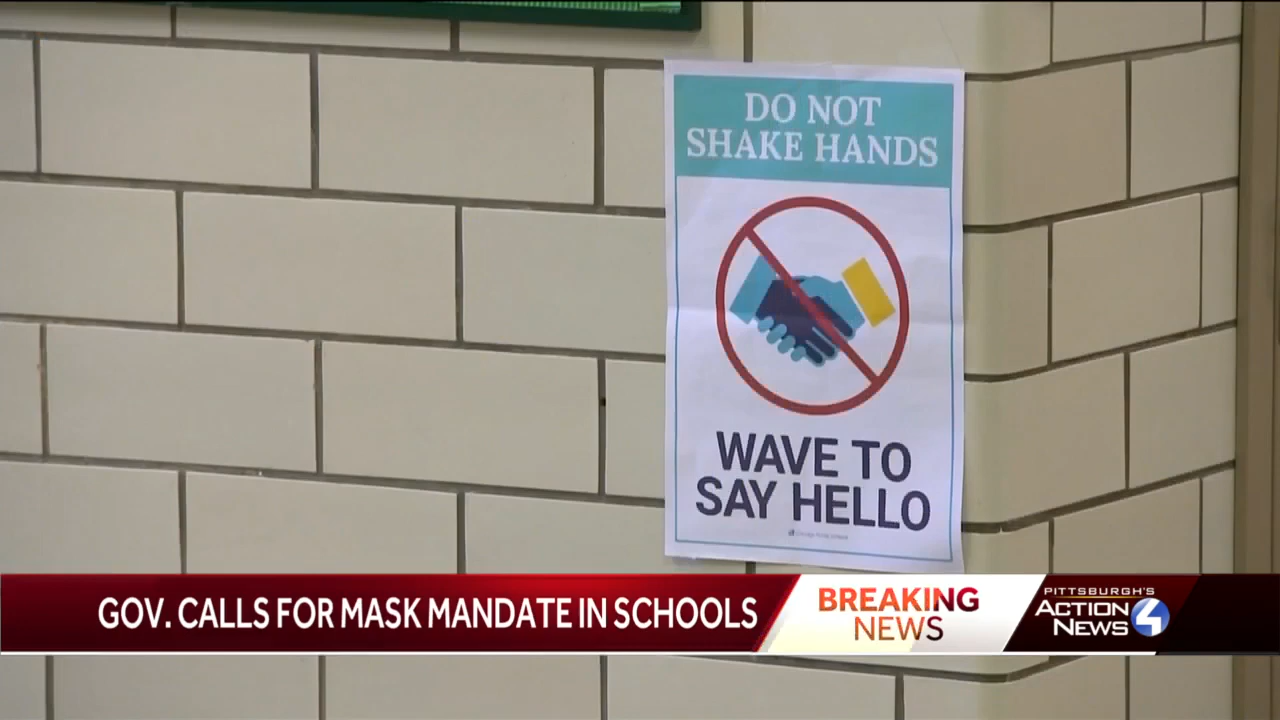 DO NOT
SHAKE HANDS
WAVE TO
SAY HELLO
GOV. CALLS FOR MASK MANDATE IN SCHOOLS
BREAKING
NEWS
PITTSBURGH'S
ACTION
NEWS 4